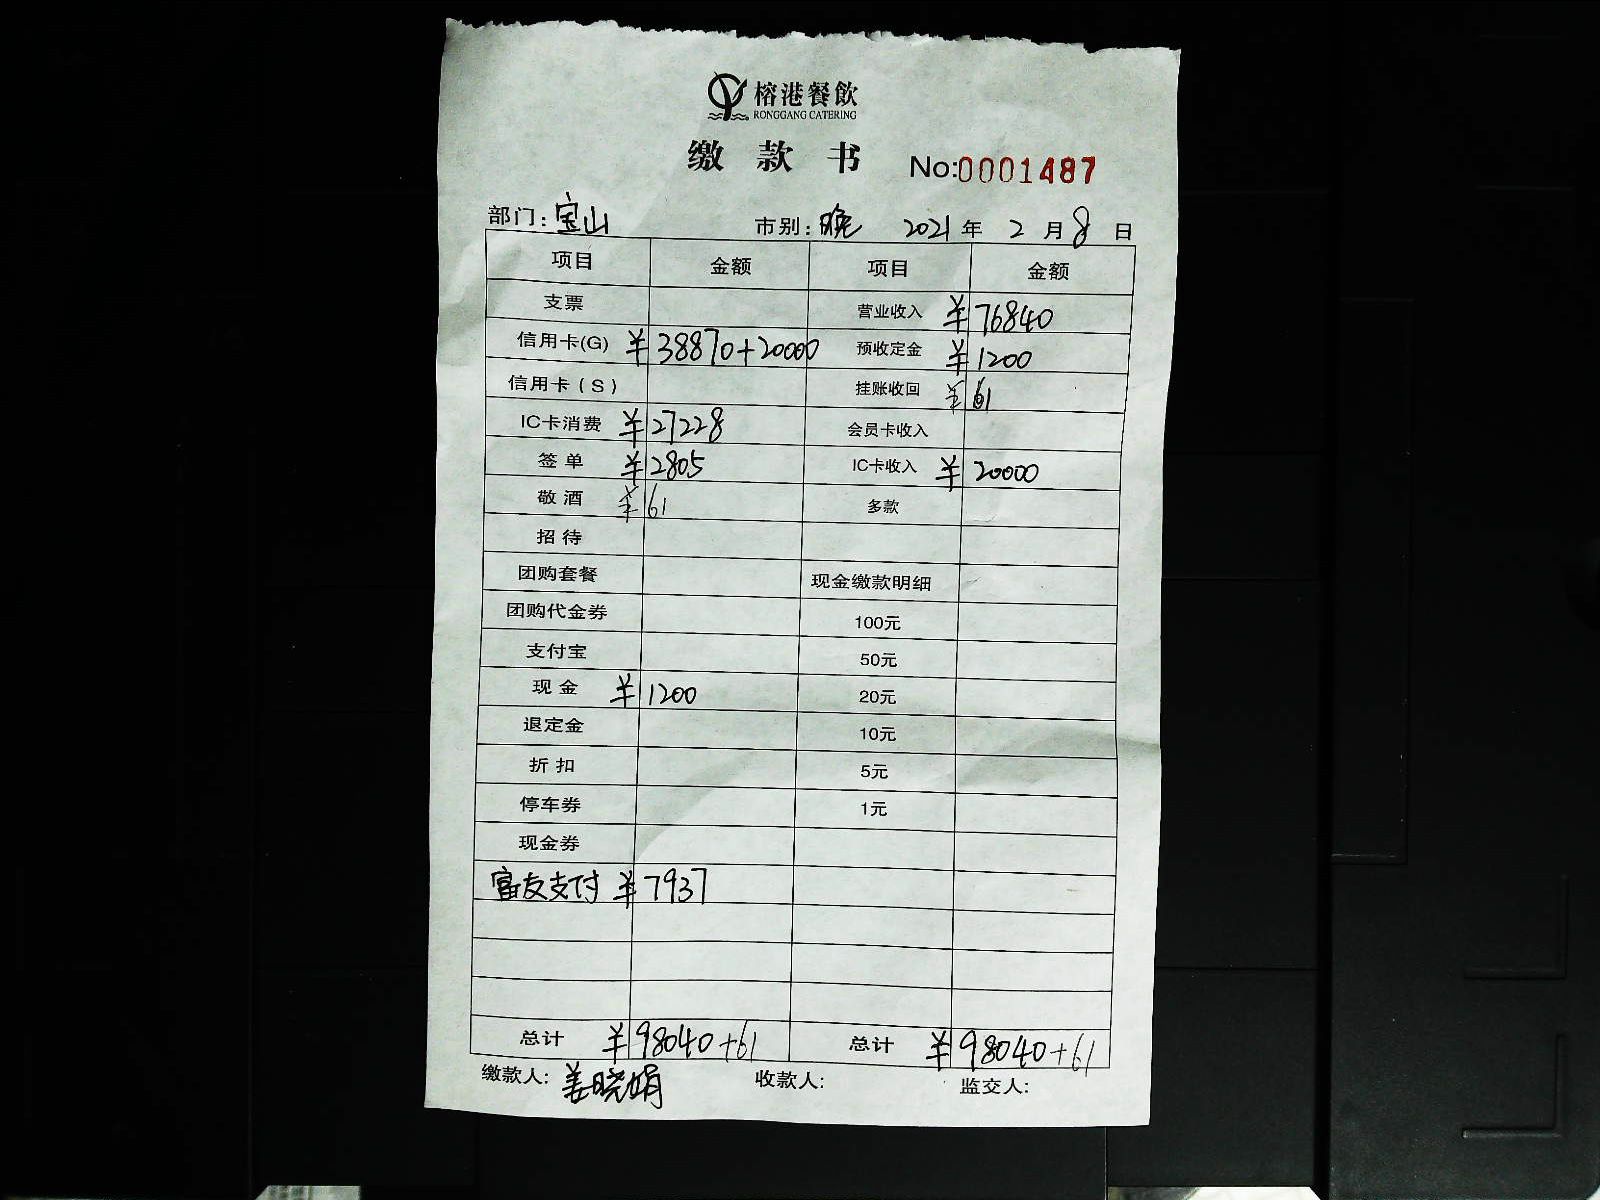 榕港餐飲
RONGGANG CATERING
缴款书 No:0001487
部门:宝山 市别:晚 2021年2月8日
项目 金额 项目 金额
支票 营业收入 ¥76840
信用卡(G) ¥38870+20000 预收定金 ¥1200
信用卡(S) 挂账收回 ¥61
IC卡消费 ¥27228 会员卡收入
签单 ¥2805 IC卡收入 ¥20000
敬酒 ¥61 多款
招待
团购套餐 现金缴款明细
团购代金券 100元
支付宝 50元
现金 ¥1200 20元
退定金 10元
折扣 5元
停车券 1元
现金券
富友支付 ¥7937
总计 ¥98040+61 总计 ¥98040+61
缴款人:姜晓娟 收款人: 监交人: